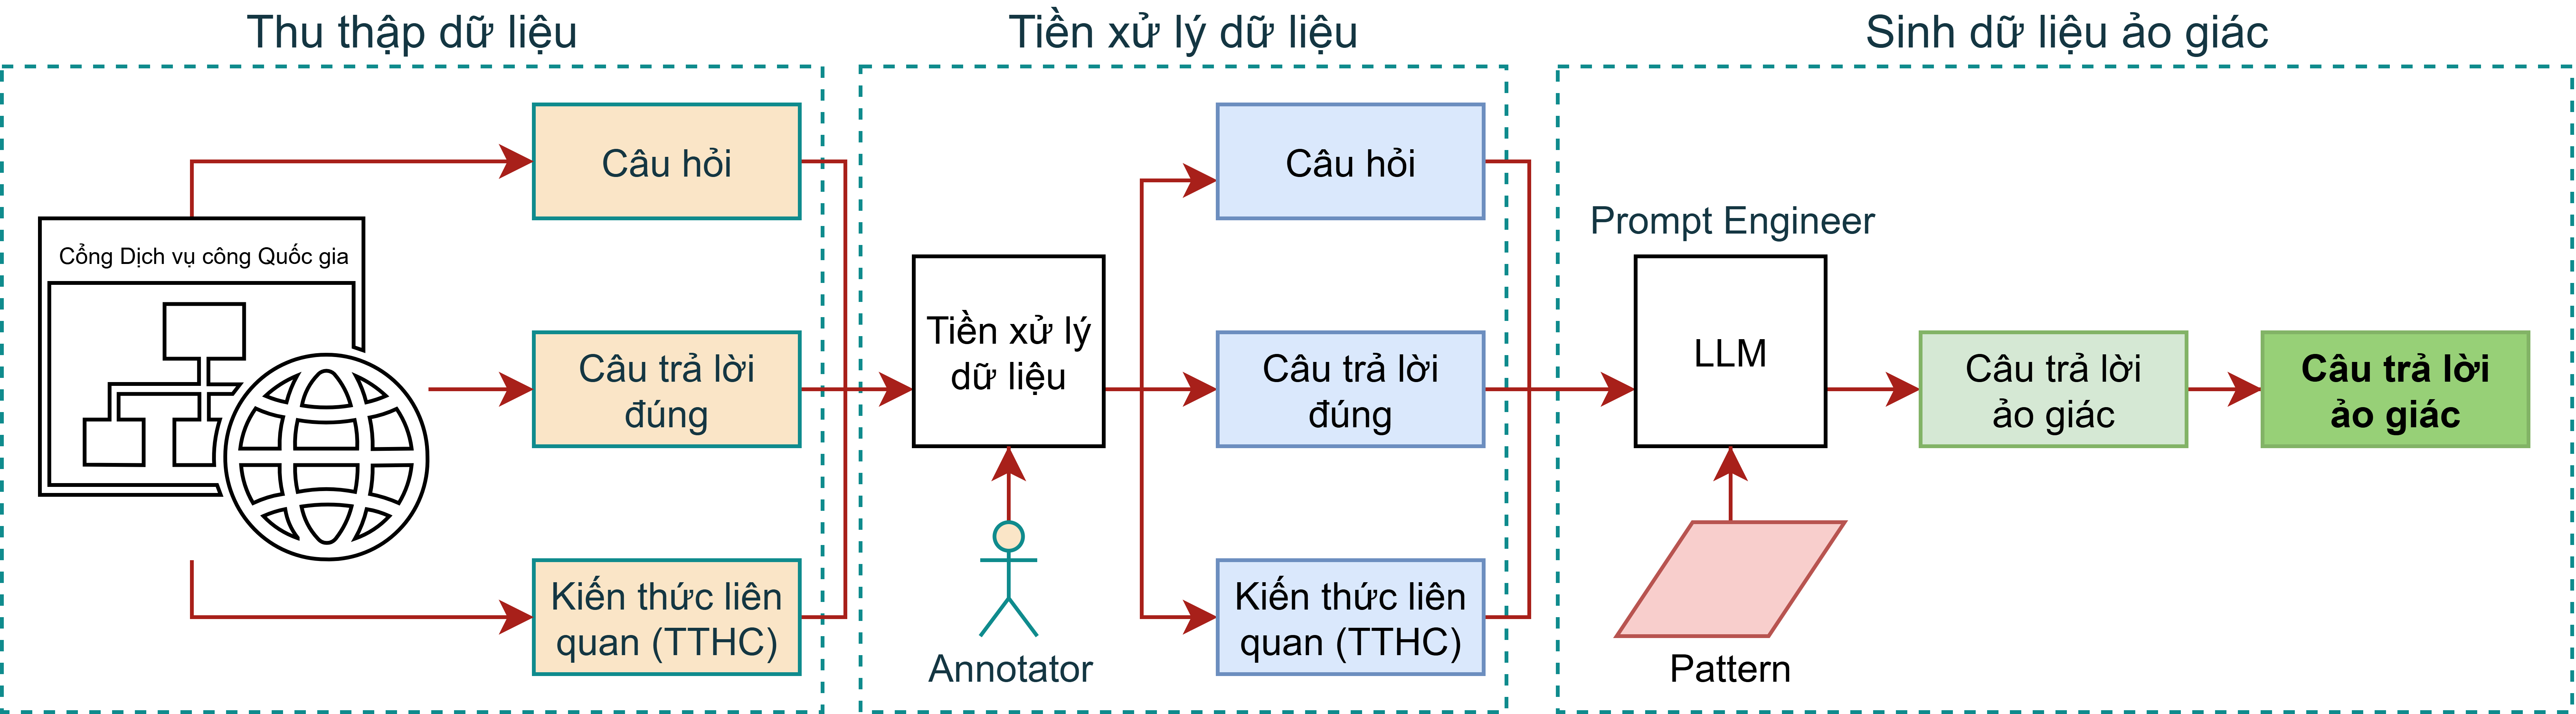 Thu thập dữ liệu
Cổng Dịch vụ công Quốc gia
Câu hỏi
Câu trả lời
đúng
Kiến thức liên
quan (TTHC)
Tiền xử lý dữ liệu
Tiền xử lý
dữ liệu
Annotator
Câu hỏi
Câu trả lời
đúng
Kiến thức liên
quan (TTHC)
Sinh dữ liệu ảo giác
Prompt Engineer
LLM
Pattern
Câu trả lời
ảo giác
Câu trả lời
ảo giác